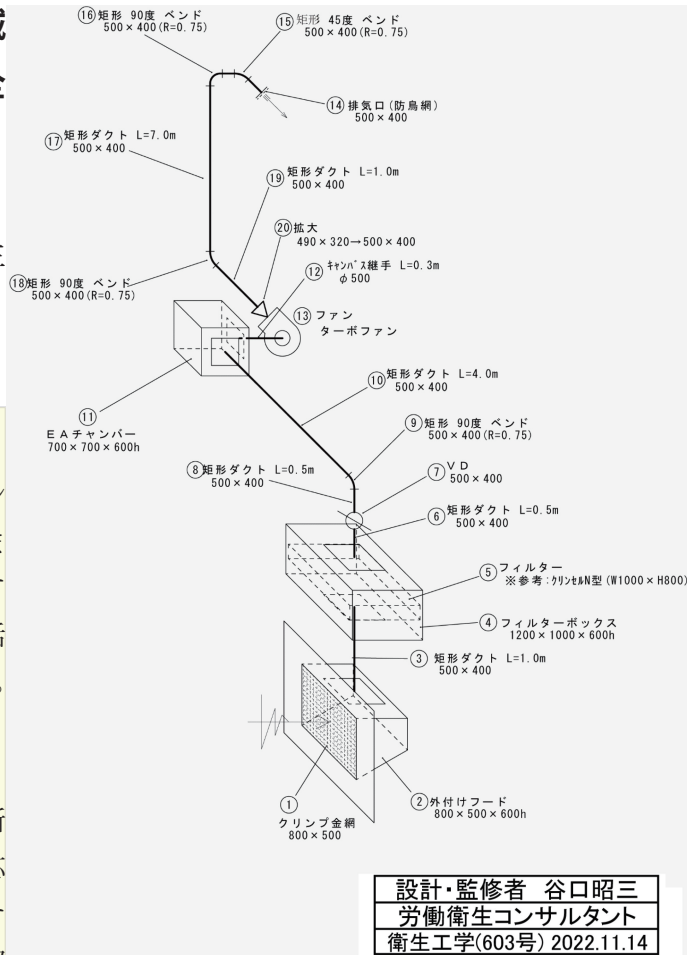 ⑯矩形 90度 ベンド
500×400(R=0.75)
⑮矩形 45度 ベンド
500×400(R=0.75)
⑭排気口(防鳥網)
500×400
⑰矩形ダクト L=7.0m
500×400
⑲矩形ダクト L=1.0m
500×400
⑳拡大
490×320→500×400
⑫キャンバス継手 L=0.3m
φ500
⑱矩形 90度 ベンド
500×400(R=0.75)
⑬ファン
ターボファン
⑩矩形ダクト L=4.0m
500×400
⑪
EAチャンバー
700×700×600h
⑨矩形 90度 ベンド
500×400(R=0.75)
⑧矩形ダクト L=0.5m
500×400
⑦VD
500×400
⑥矩形ダクト L=0.5m
500×400
⑤フィルター
※参考:クリンセルN型(W1000×H800)
④フィルターボックス
1200×1000×600h
③矩形ダクト L=1.0m
500×400
①
クリンプ金網
800×500
②外付けフード
800×500×600h
設計・監修者 谷口昭三
労働衛生コンサルタント
衛生工学(603号) 2022.11.14